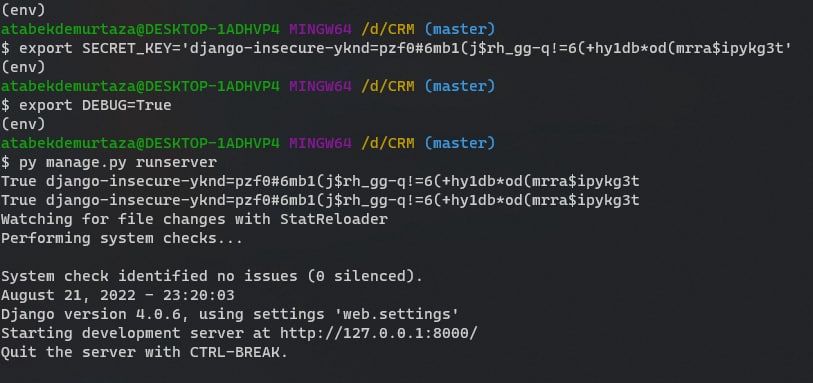 (env)
atabekdemurtaza@DESKTOP-1ADHVP4 MINGW64 /d/CRM (master)
$ export SECRET_KEY='django-insecure-yknd=pzf0#6mb1(j$rh_gg-q!=6(+hy1db*od(mrra$ipykg3t'
(env)
atabekdemurtaza@DESKTOP-1ADHVP4 MINGW64 /d/CRM (master)
$ export DEBUG=True
(env)
atabekdemurtaza@DESKTOP-1ADHVP4 MINGW64 /d/CRM (master)
$ py manage.py runserver
True django-insecure-yknd=pzf0#6mb1(j$rh_gg-q!=6(+hy1db*od(mrra$ipykg3t
True django-insecure-yknd=pzf0#6mb1(j$rh_gg-q!=6(+hy1db*od(mrra$ipykg3t
Watching for file changes with StatReloader
Performing system checks...
System check identified no issues (0 silenced).
August 21, 2022 - 23:20:03
Django version 4.0.6, using settings 'web.settings'
Starting development server at http://127.0.0.1:8000/
Quit the server with CTRL-BREAK.